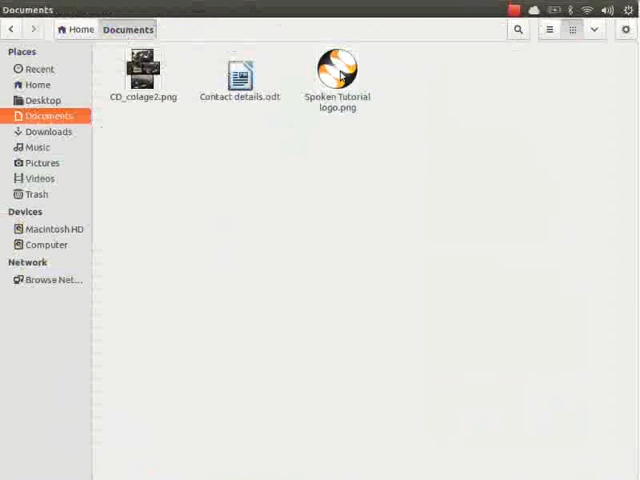 Documents
Home
Documents
Places
Recent
Home
Desktop
Documents
Downloads
Music
Pictures
Videos
Trash
Devices
Macintosh HD
Computer
Network
Browse Net...
CD_colage2.png
Contact details.odt
Spoken Tutorial
logo.png